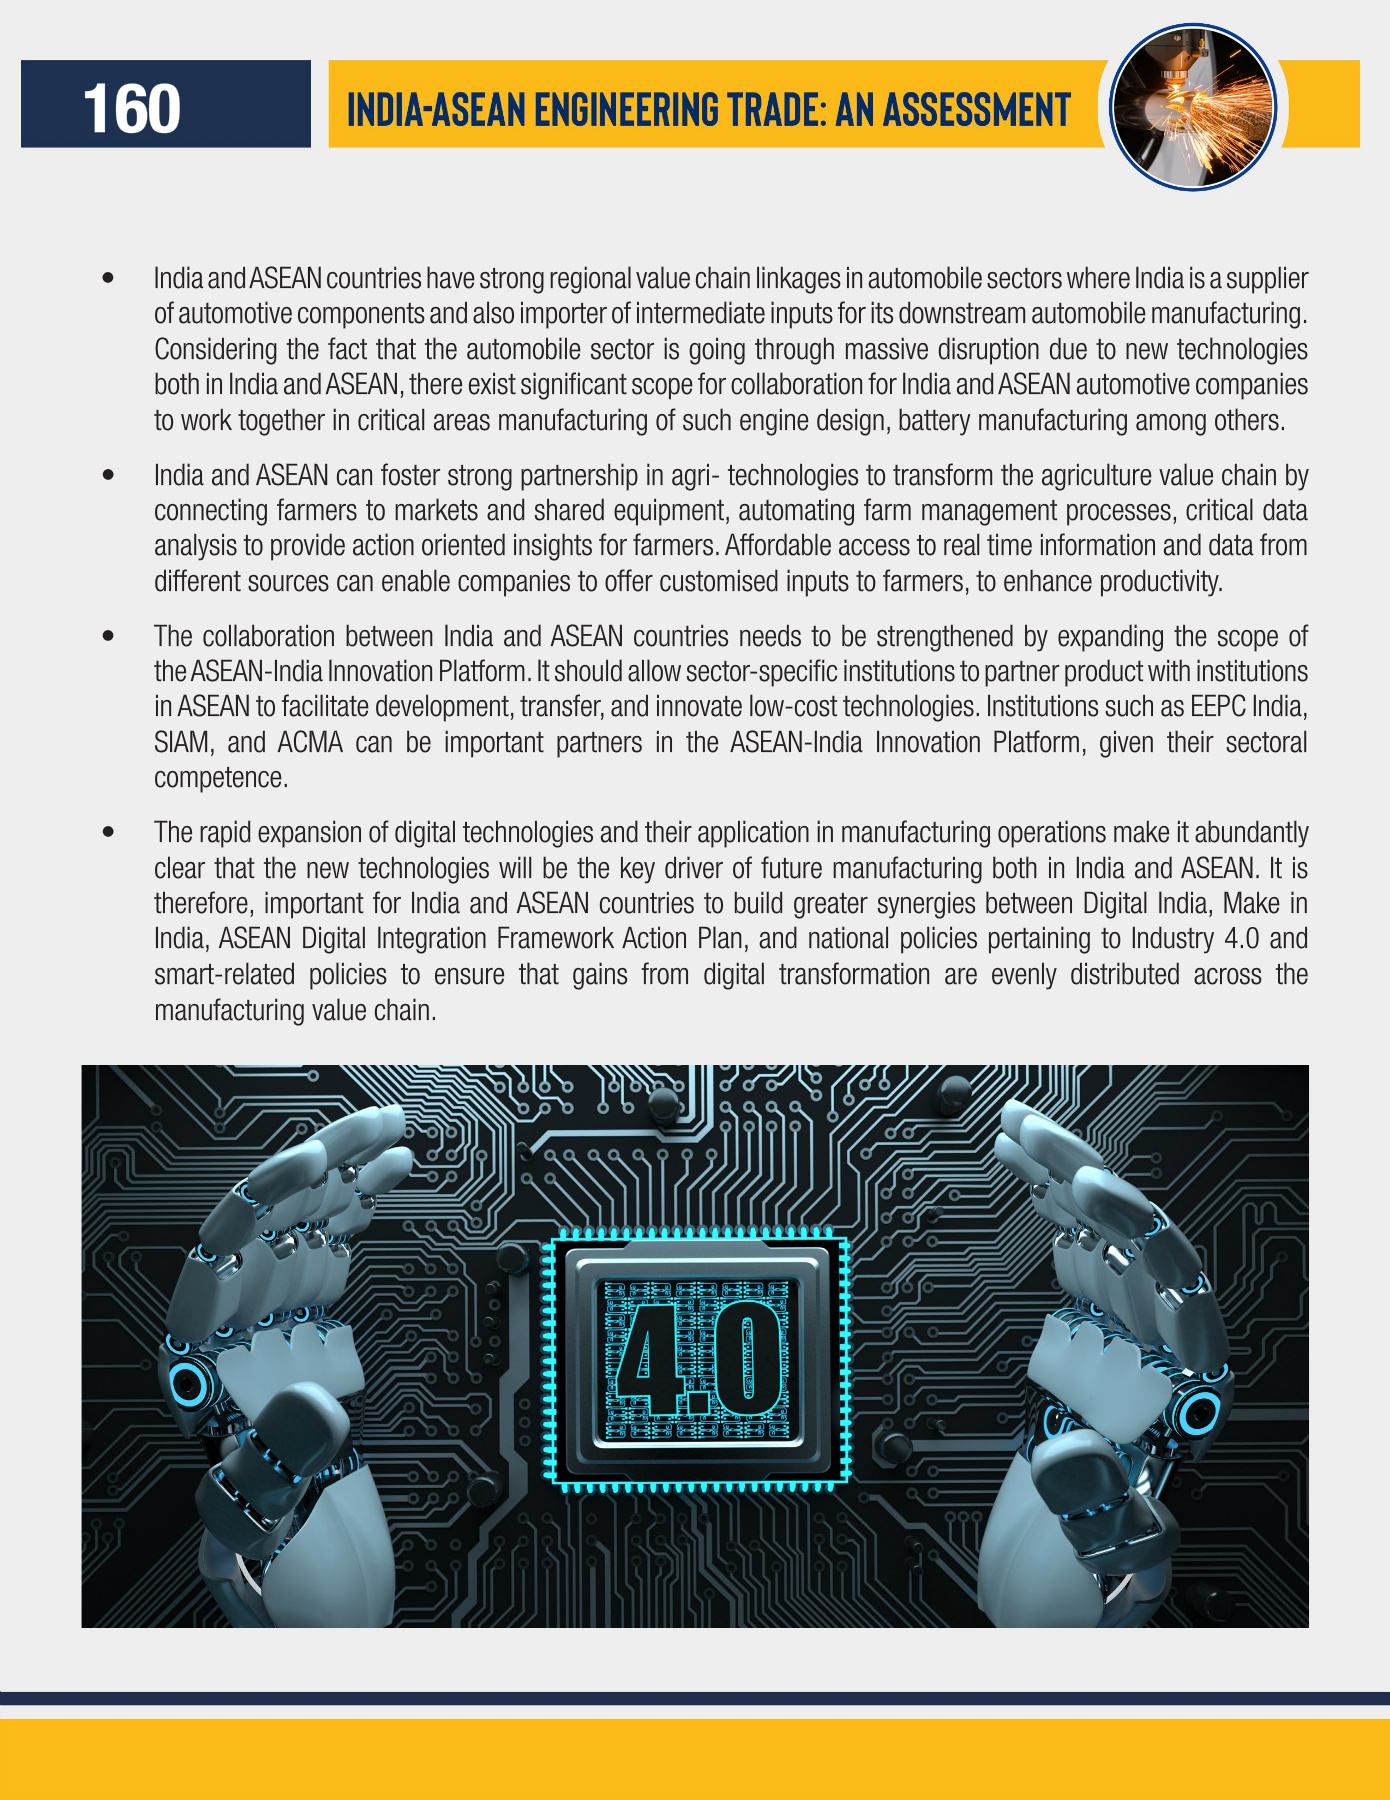 160
INDIA-ASEAN ENGINEERING TRADE: AN ASSESSMENT
• India and ASEAN countries have strong regional value chain linkages in automobile sectors where India is a supplier
of automotive components and also importer of intermediate inputs for its downstream automobile manufacturing.
Considering the fact that the automobile sector is going through massive disruption due to new technologies
both in India and ASEAN, there exist significant scope for collaboration for India and ASEAN automotive companies
to work together in critical areas manufacturing of such engine design, battery manufacturing among others.
• India and ASEAN can foster strong partnership in agri- technologies to transform the agriculture value chain by
connecting farmers to markets and shared equipment, automating farm management processes, critical data
analysis to provide action oriented insights for farmers. Affordable access to real time information and data from
different sources can enable companies to offer customised inputs to farmers, to enhance productivity.
• The collaboration between India and ASEAN countries needs to be strengthened by expanding the scope of
the ASEAN-India Innovation Platform. It should allow sector-specific institutions to partner product with institutions
in ASEAN to facilitate development, transfer, and innovate low-cost technologies. Institutions such as EEPC India,
SIAM, and ACMA can be important partners in the ASEAN-India Innovation Platform, given their sectoral
competence.
• The rapid expansion of digital technologies and their application in manufacturing operations make it abundantly
clear that the new technologies will be the key driver of future manufacturing both in India and ASEAN. It is
therefore, important for India and ASEAN countries to build greater synergies between Digital India, Make in
India, ASEAN Digital Integration Framework Action Plan, and national policies pertaining to Industry 4.0 and
smart-related policies to ensure that gains from digital transformation are evenly distributed across the
manufacturing value chain.
4.0